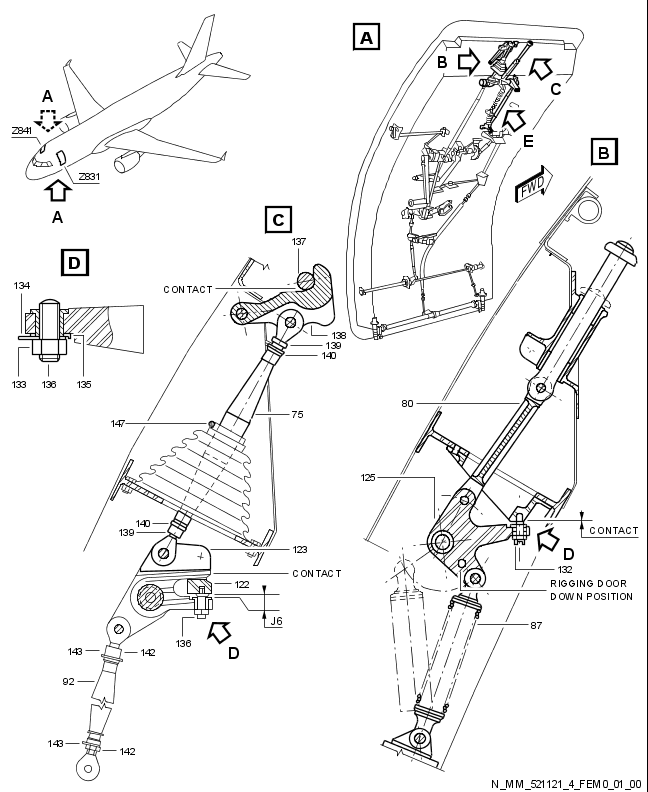 A
Z841
Z831
A
A
B
C
E
FWD
B
C
137
CONTACT
138
139
140
75
147
140
139
123
CONTACT
122
J6
136
D
143
142
92
143
142
D
134
133
136
135
80
125
CONTACT
D
132
RIGGING DOOR
DOWN POSITION
87
N_MM_521121_4_FEM0_01_00